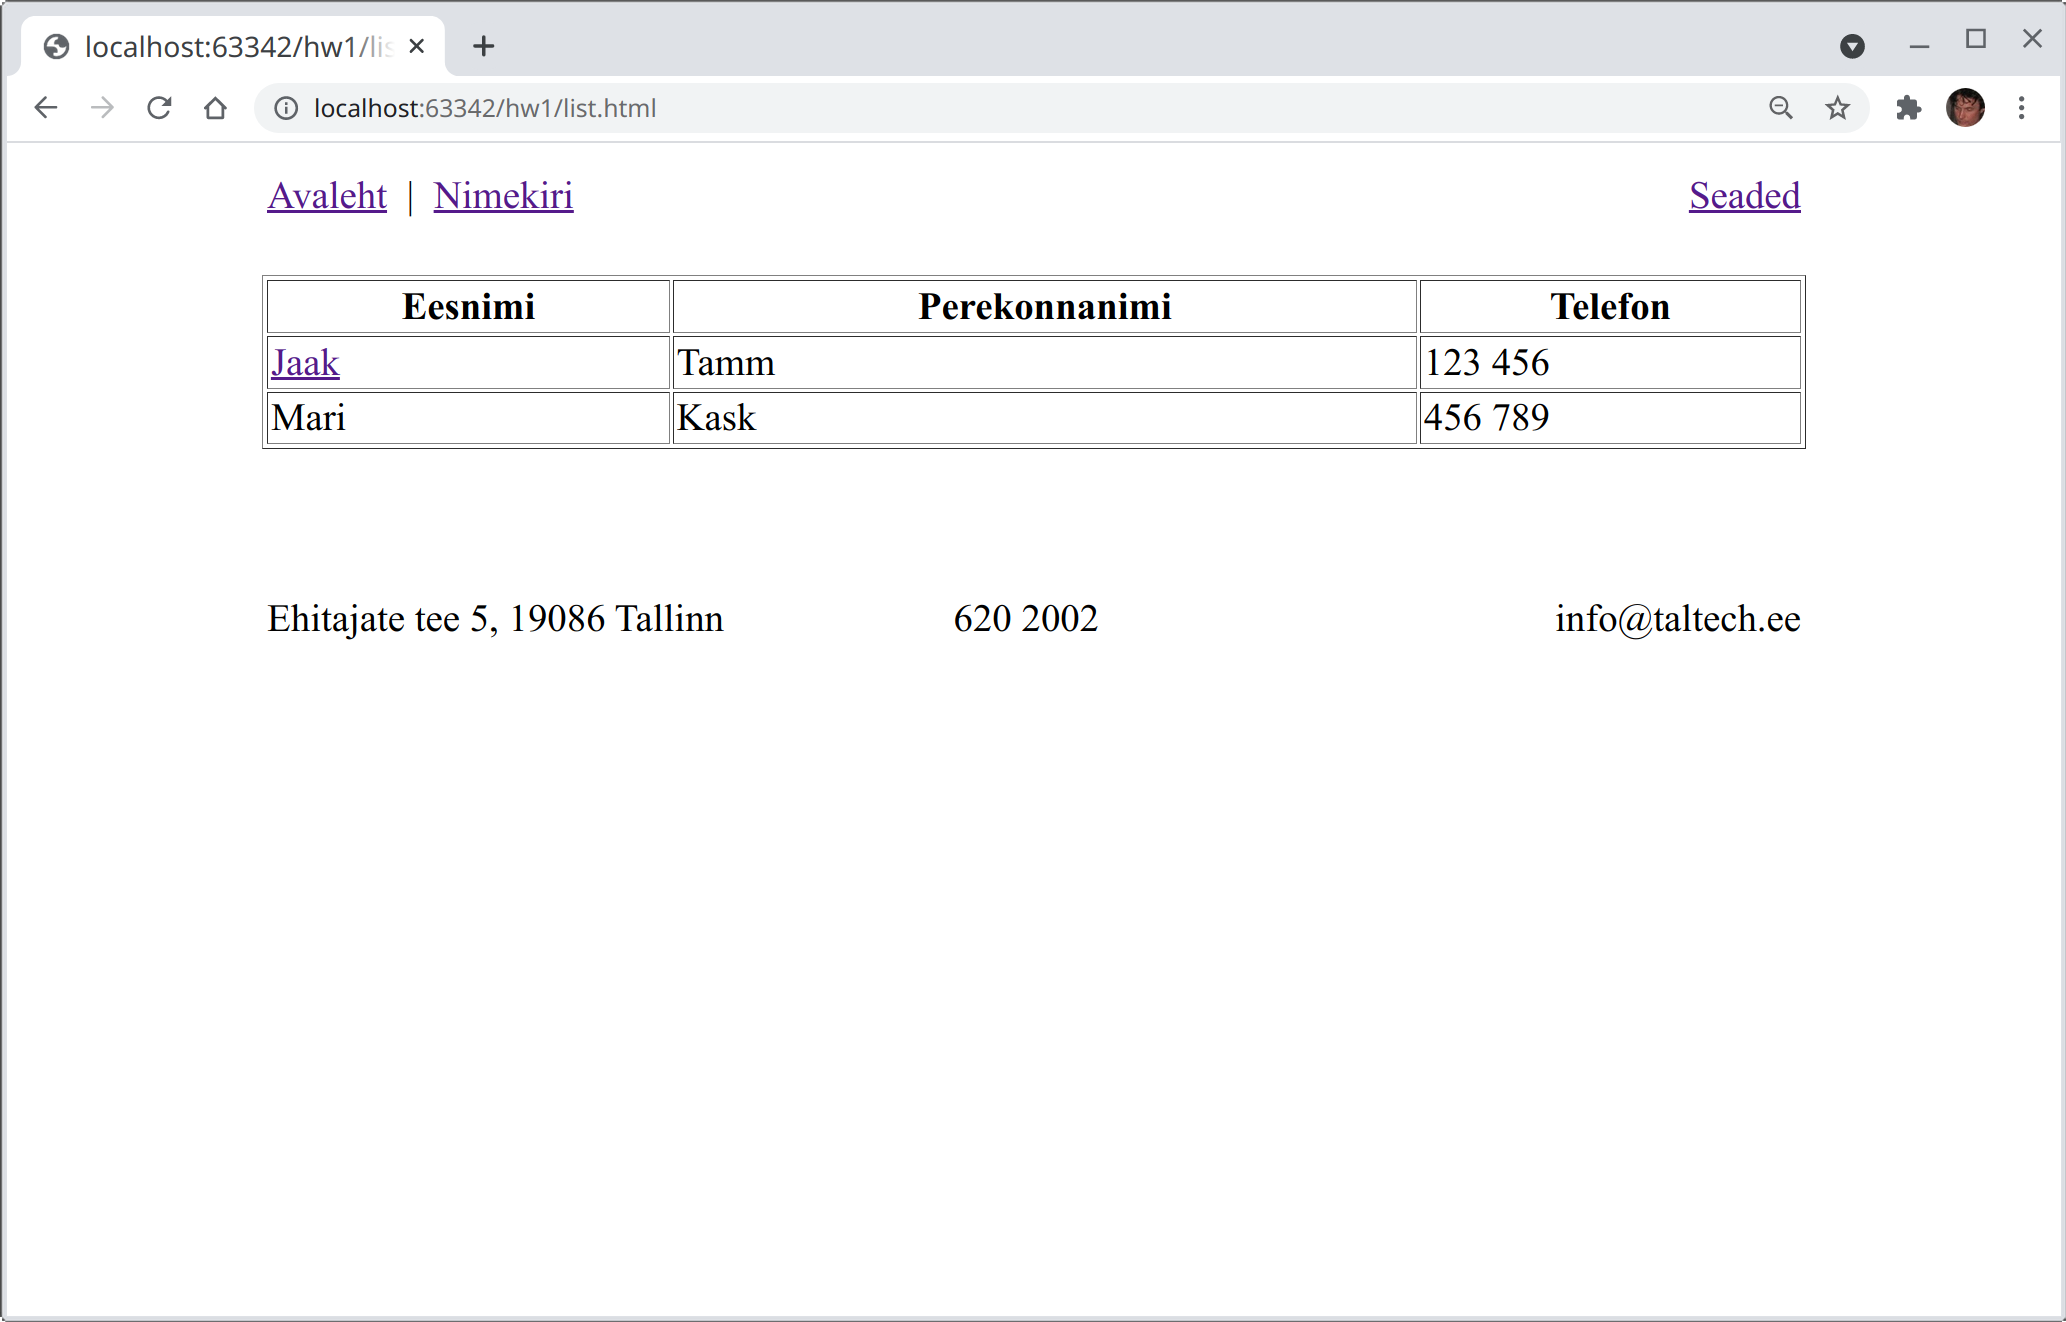 localhost:63342/hw1/lis
localhost:63342/hw1/list.html
Avaleht | Nimekiri Seaded
Eesnimi Perekonnanimi Telefon
Jaak Tamm 123 456
Mari Kask 456 789
Ehitajate tee 5, 19086 Tallinn 620 2002 info@taltech.ee